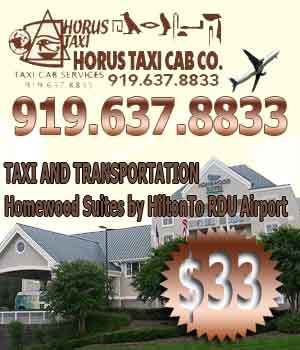 HORUS
TAXI
TAXI CAB SERVICES
919.637.8833
HORUS TAXI CAB CO.
919.637.8833
919.637.8833
TAXI AND TRANSPORTATION
Homewood Suites by HiltonTo RDU Airport
HOMEWOOD
$33